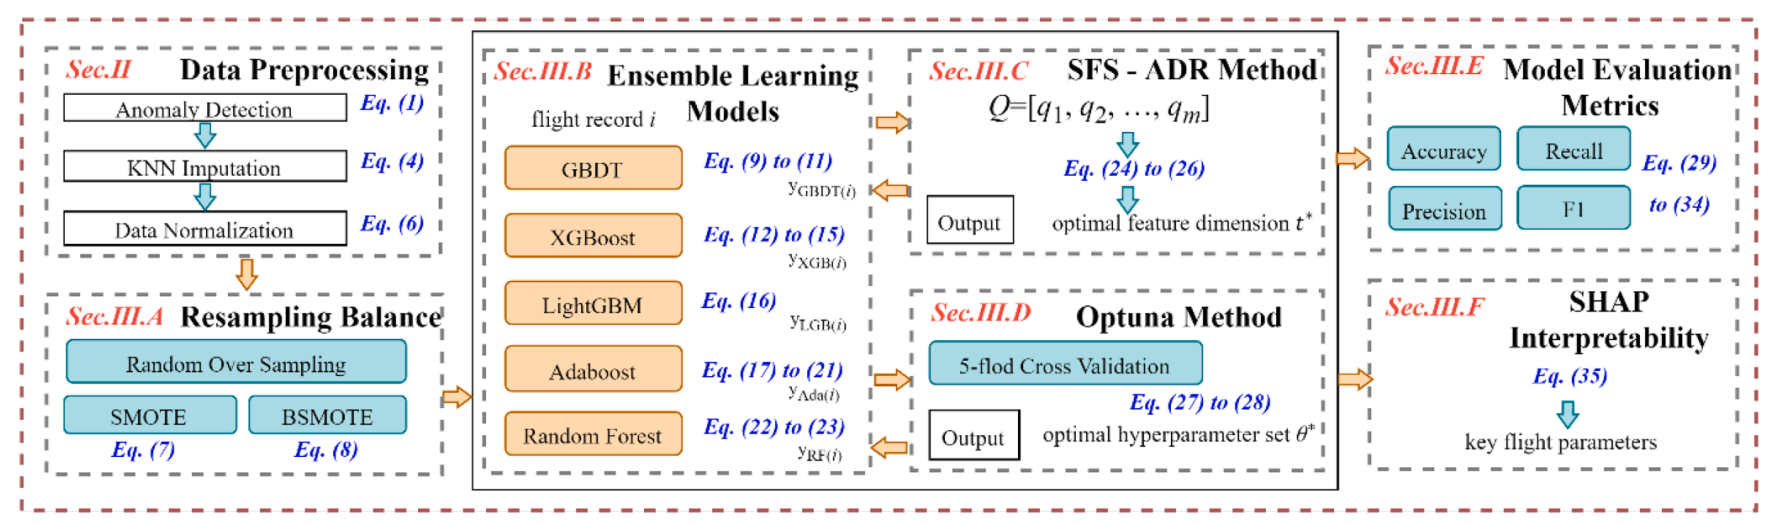 Sec.II Data Preprocessing
Anomaly Detection Eq. (1)
KNN Imputation Eq. (4)
Data Normalization Eq. (6)
Sec.III.A Resampling Balance
Random Over Sampling
SMOTE BSMOTE
Eq. (7) Eq. (8)
Sec.III.B Ensemble Learning
Models
flight record i
GBDT Eq. (9) to (11)
yGBDT(i)
XGBoost Eq. (12) to (15)
yXGB(i)
LightGBM Eq. (16)
yLGB(i)
Adaboost Eq. (17) to (21)
yAda(i)
Random Forest Eq. (22) to (23)
yRF(i)
Sec.III.C SFS - ADR Method
Q=[q1, q2, …, qm]
Eq. (24) to (26)
Output optimal feature dimension t*
Sec.III.D Optuna Method
5-flod Cross Validation
Eq. (27) to (28)
Output optimal hyperparameter set θ*
Sec.III.E Model Evaluation
Metrics
Accuracy Recall Eq. (29)
Precision F1 to (34)
Sec.III.F SHAP
Interpretability
Eq. (35)
key flight parameters